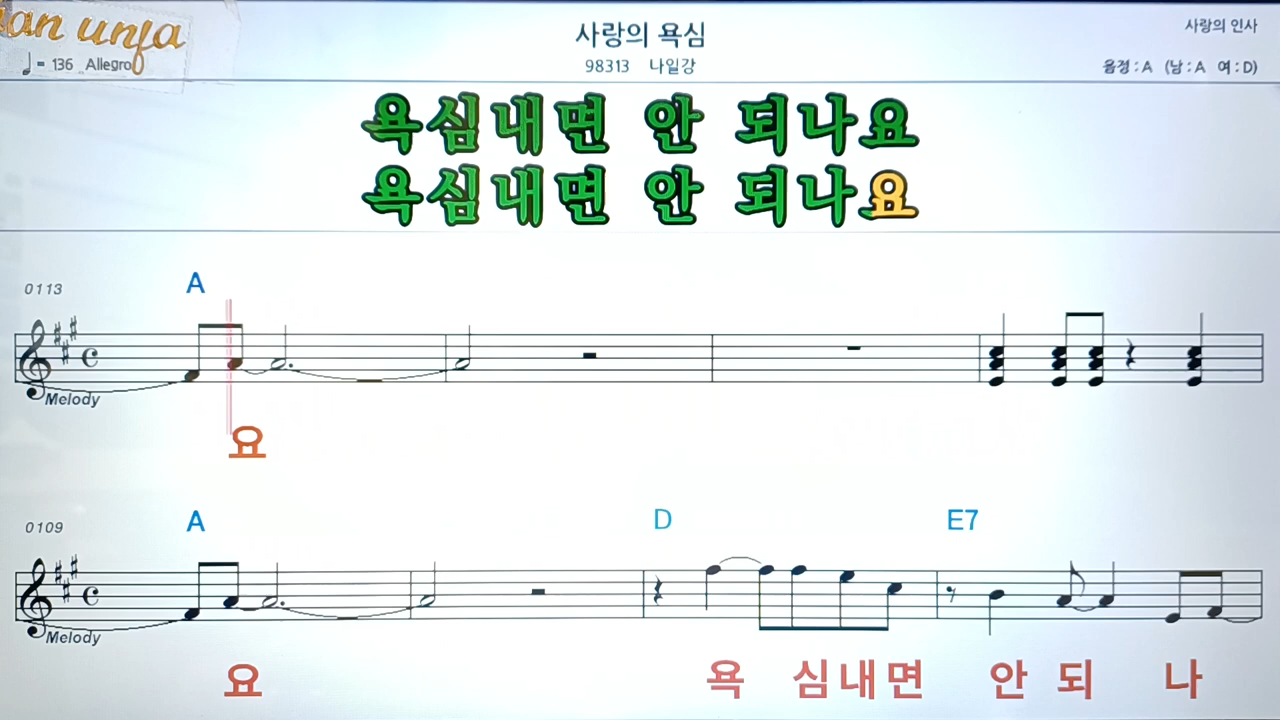 사랑의 욕심
사랑의 인사
♩= 136 Allegro
98313 나일강
음정 : A (남 : A 여 : D)
욕심내면 안 되나요
욕심내면 안 되나요
0113
A
Melody
요
0109
A D E7
Melody
요 욕 심내면 안 되 나